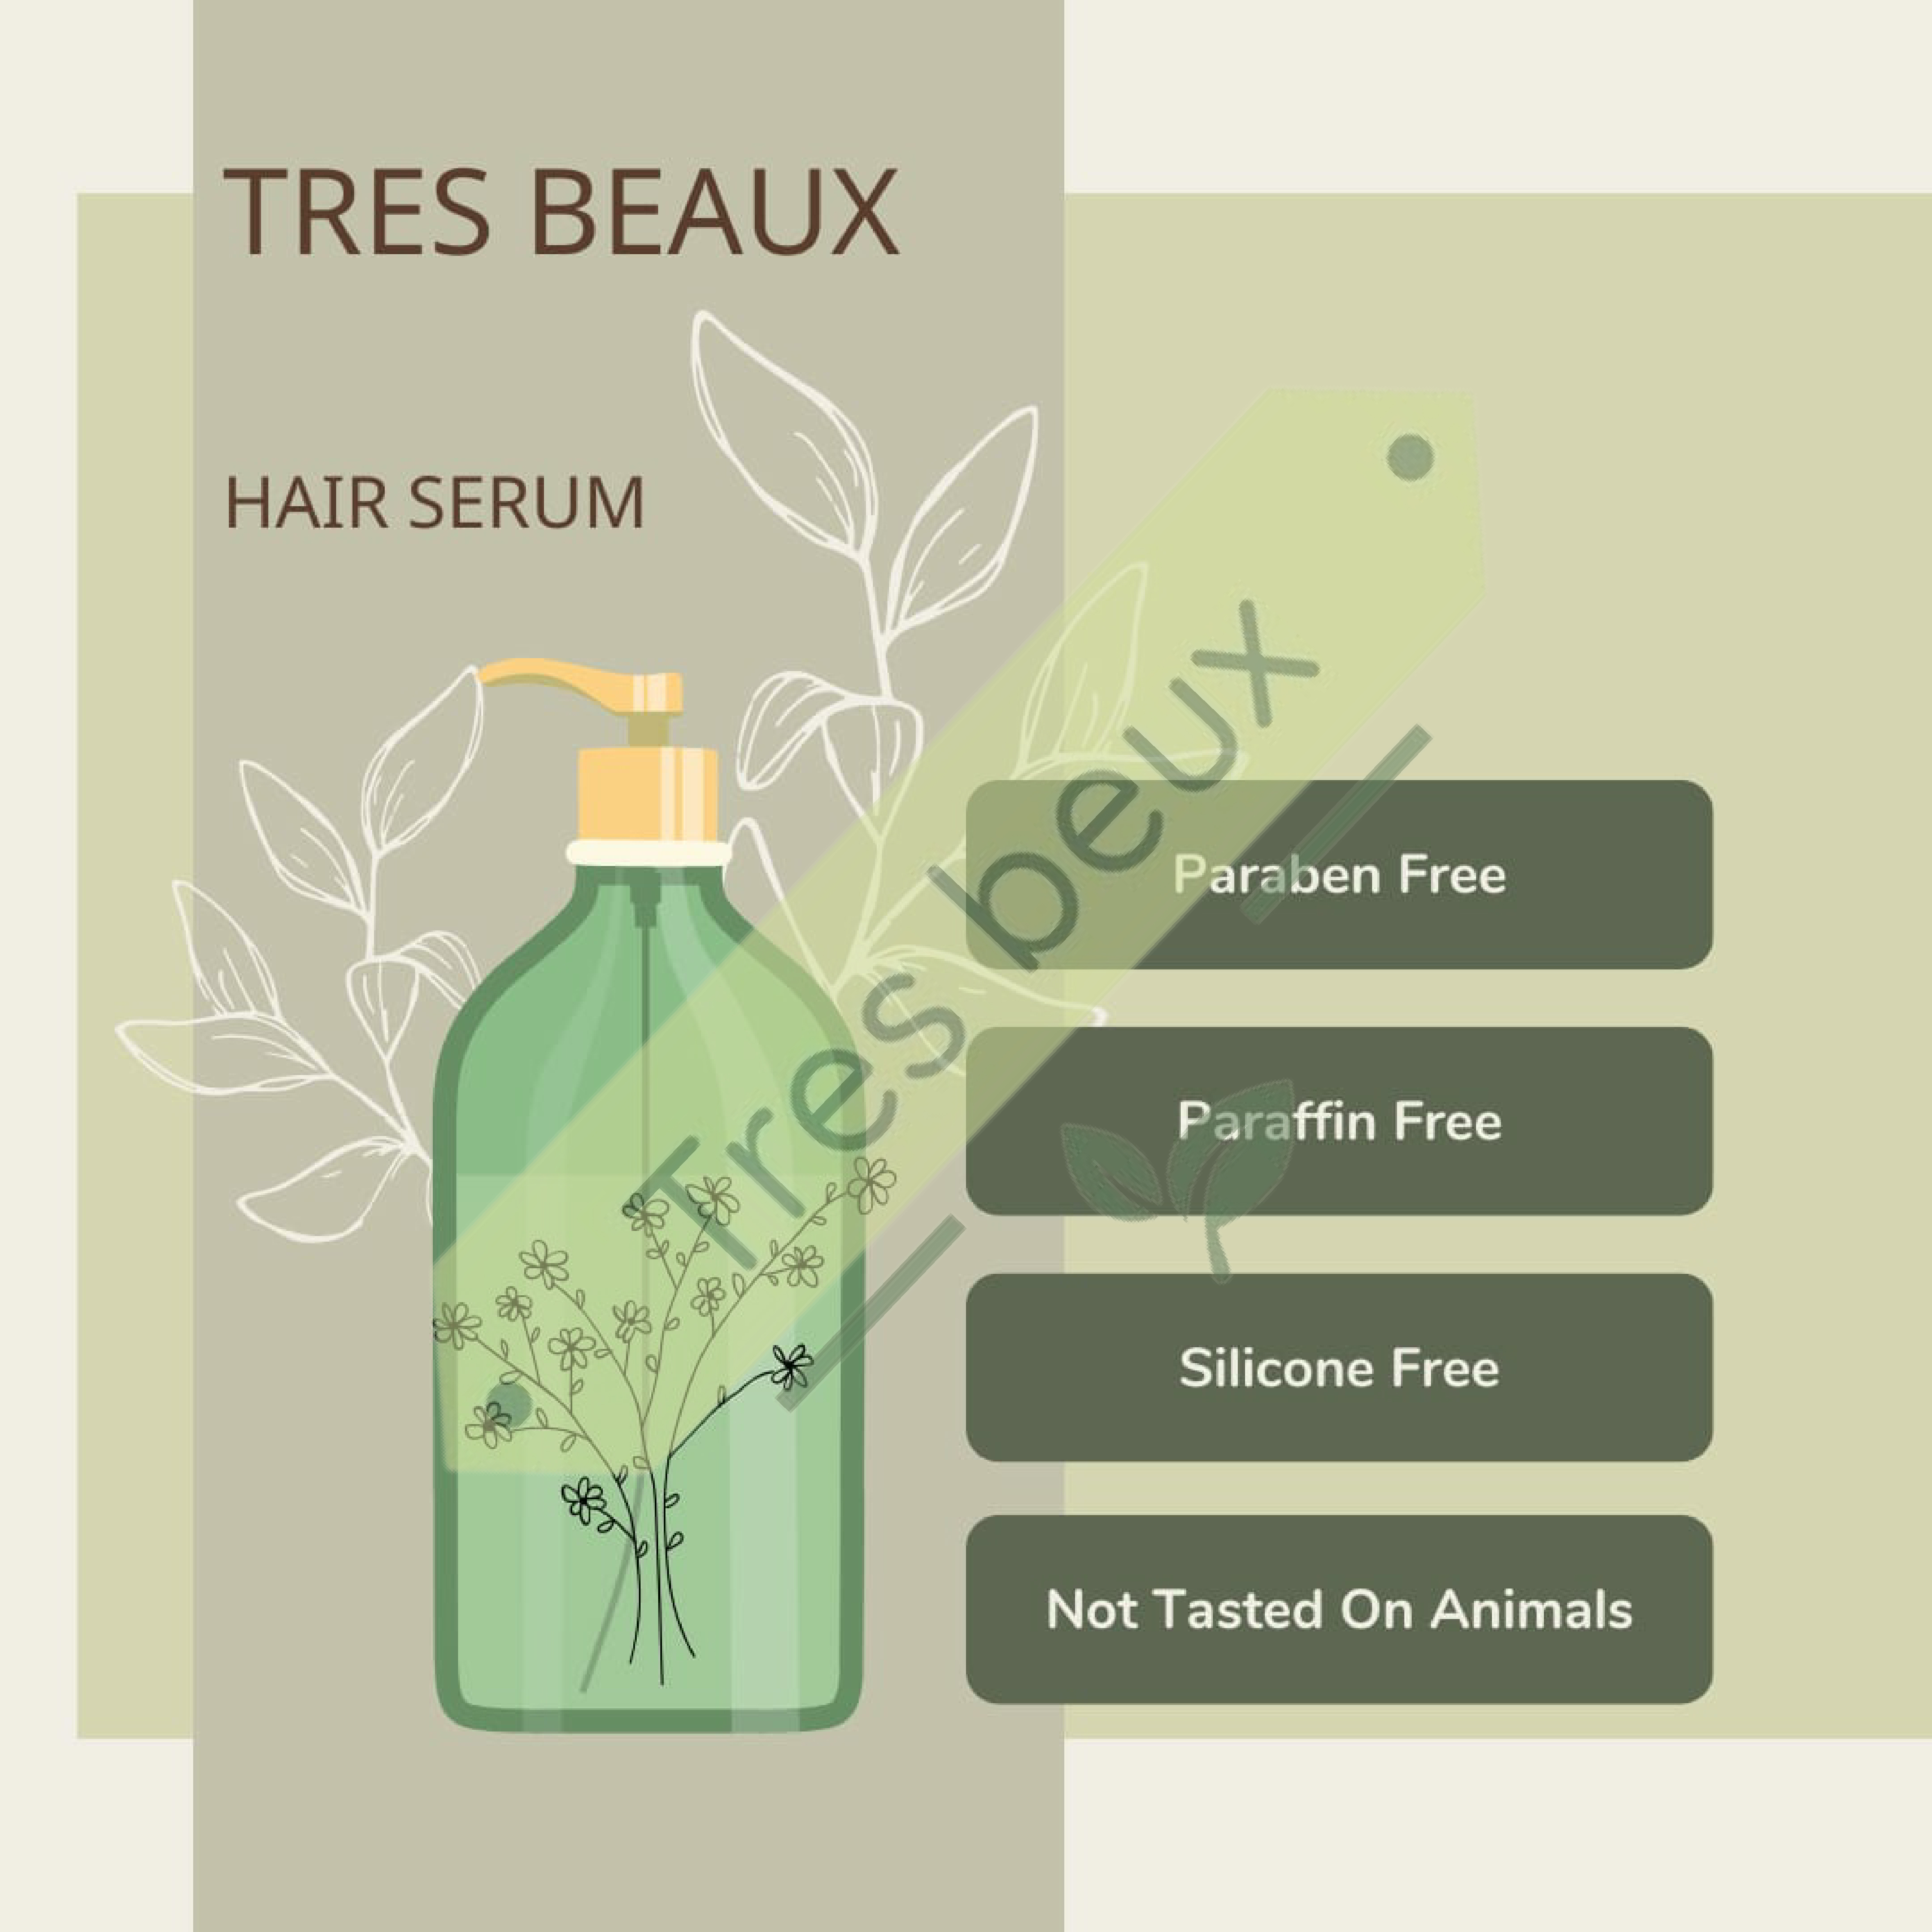 TRES BEAUX
HAIR SERUM
Tres beux
Paraben Free
Paraffin Free
Silicone Free
Not Tasted On Animals